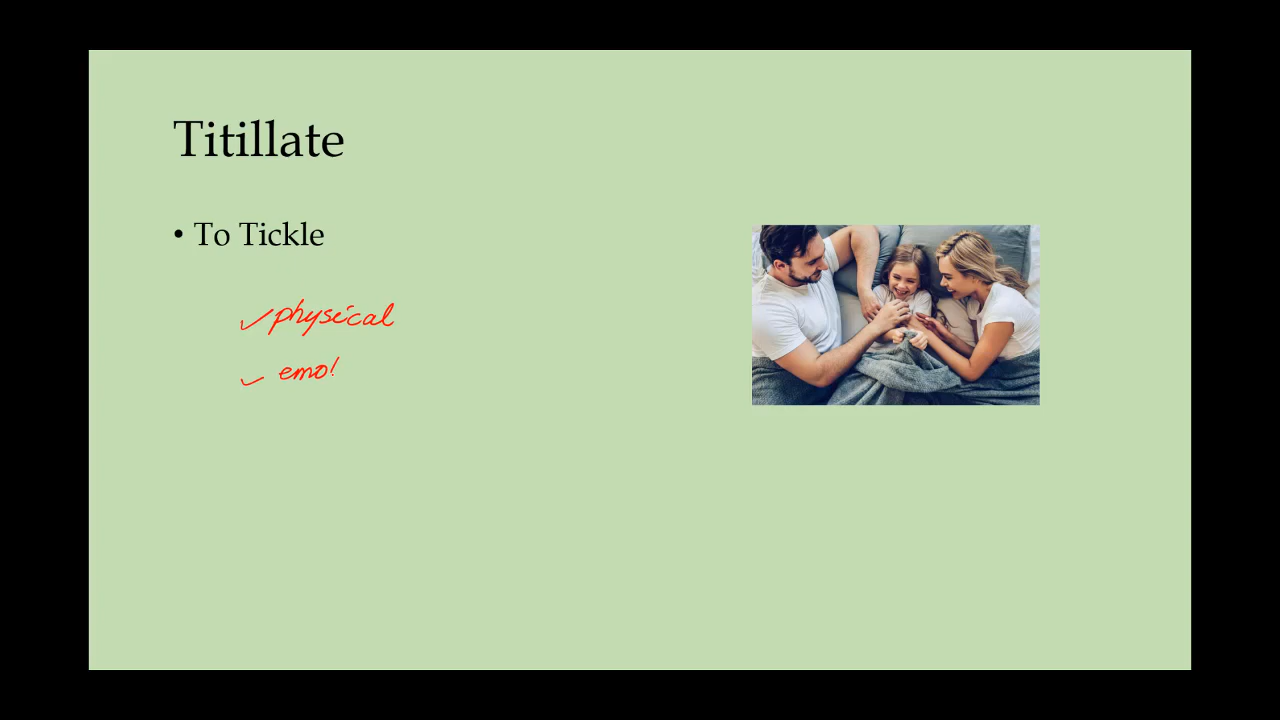 Titillate
• To Tickle
✓physical
✓ emo!